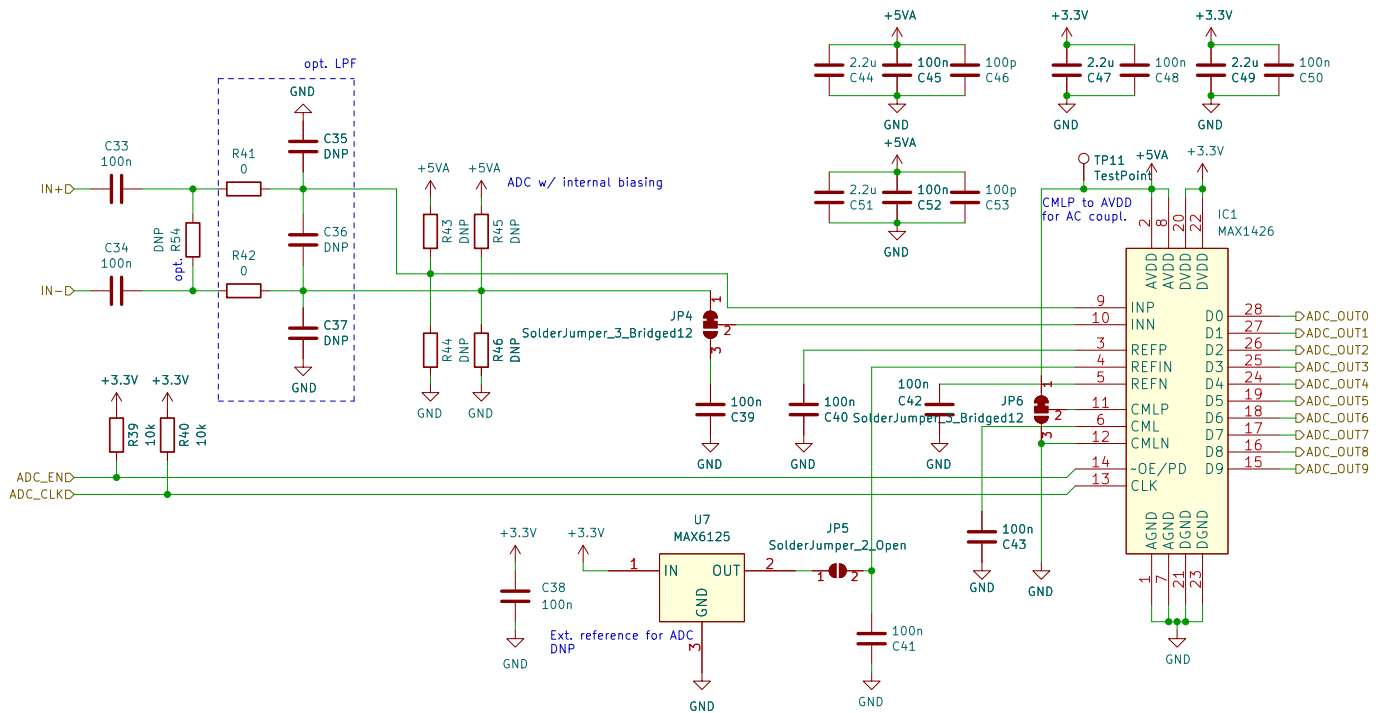 +5VA
+3.3V
+3.3V
2.2u
C44
100n
C45
100p
C46
2.2u
C47
100n
C48
2.2u
C49
100n
C50
GND
GND
GND
opt. LPF
GND
C35
DNP
C33
100n
R41
0
IN+
+5VA
+5VA
ADC w/ internal biasing
+5VA
2.2u
C51
100n
C52
100p
C53
GND
TP11
TestPoint
+5VA
+3.3V
CMLP to AVDD
for AC coupl.
IC1
MAX1426
2
8
20
22
AVDD
AVDD
DVDD
DVDD
DNP
R54
opt.
C36
DNP
R43
DNP
R45
DNP
C34
100n
R42
0
IN-
C37
DNP
GND
R44
DNP
R46
DNP
GND
GND
JP4
SolderJumper_3_Bridged12
1
2
3
100n
C39
GND
100n
C40
GND
100n
C42
GND
JP6
SolderJumper_3_Bridged12
1
2
3
9
INP
10
INN
3
REFP
4
REFIN
5
REFN
11
CMLP
6
CML
12
CMLN
14
~OE/PD
13
CLK
D0
28
ADC_OUT0
D1
27
ADC_OUT1
D2
26
ADC_OUT2
D3
25
ADC_OUT3
D4
24
ADC_OUT4
D5
19
ADC_OUT5
D6
18
ADC_OUT6
D7
17
ADC_OUT7
D8
16
ADC_OUT8
D9
15
ADC_OUT9
+3.3V
+3.3V
R39
10k
R40
10k
ADC_EN
ADC_CLK
+3.3V
C38
100n
GND
+3.3V
U7
MAX6125
1
IN
OUT
2
GND
3
GND
Ext. reference for ADC
DNP
JP5
SolderJumper_2_Open
1
2
100n
C41
GND
100n
C43
GND
GND
AGND
AGND
DGND
DGND
1
7
21
23
GND